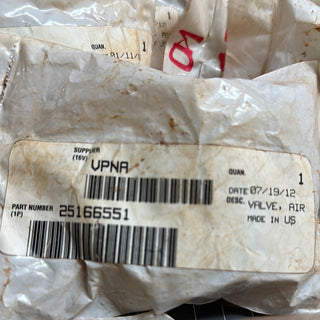 QUAN. 1
SUPPLIER
(16V) VPNA
QUAN. 1
DATE 07/19/12
PART NUMBER
(1P) 25166551
DESC. VALVE, AIR
MADE IN US